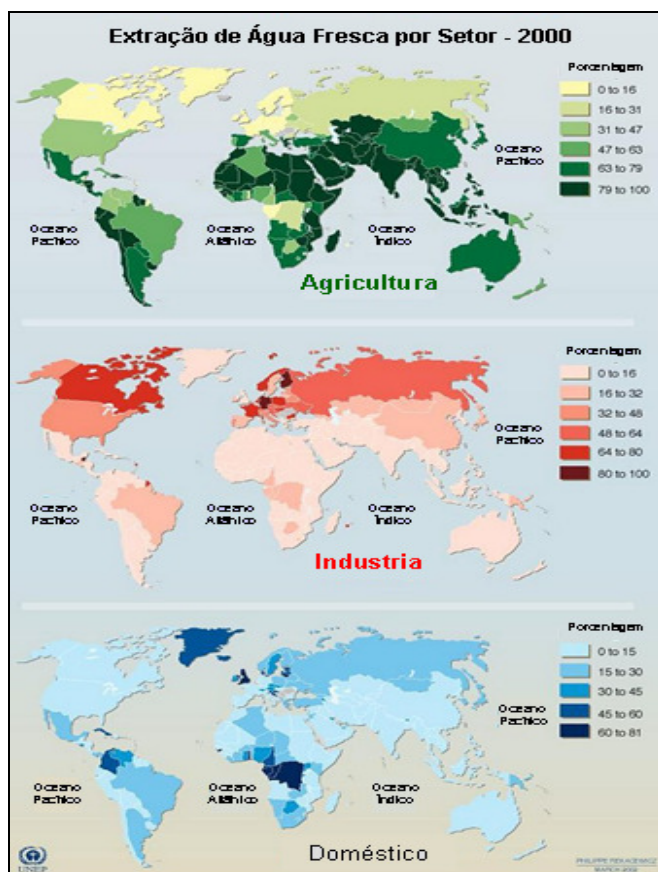 Extração de Água Fresca por Setor - 2000
Porcentagem
0 to 16
16 to 31
31 to 47
47 to 63
63 to 79
79 to 100
Oceano
Pacífico
Oceano
Pacífico
Oceano
Atlântico
Oceano
Índico
Agricultura
Porcentagem
0 to 16
16 to 32
32 to 48
48 to 64
64 to 80
80 to 100
Oceano
Pacífico
Oceano
Pacífico
Oceano
Atlântico
Oceano
Índico
Industria
Porcentagem
0 to 15
15 to 30
30 to 45
45 to 60
60 to 81
Oceano
Pacífico
Oceano
Pacífico
Oceano
Atlântico
Oceano
Índico
Doméstico
UNEP
PHILIPPE REKACEWICZ
MARCH 2002